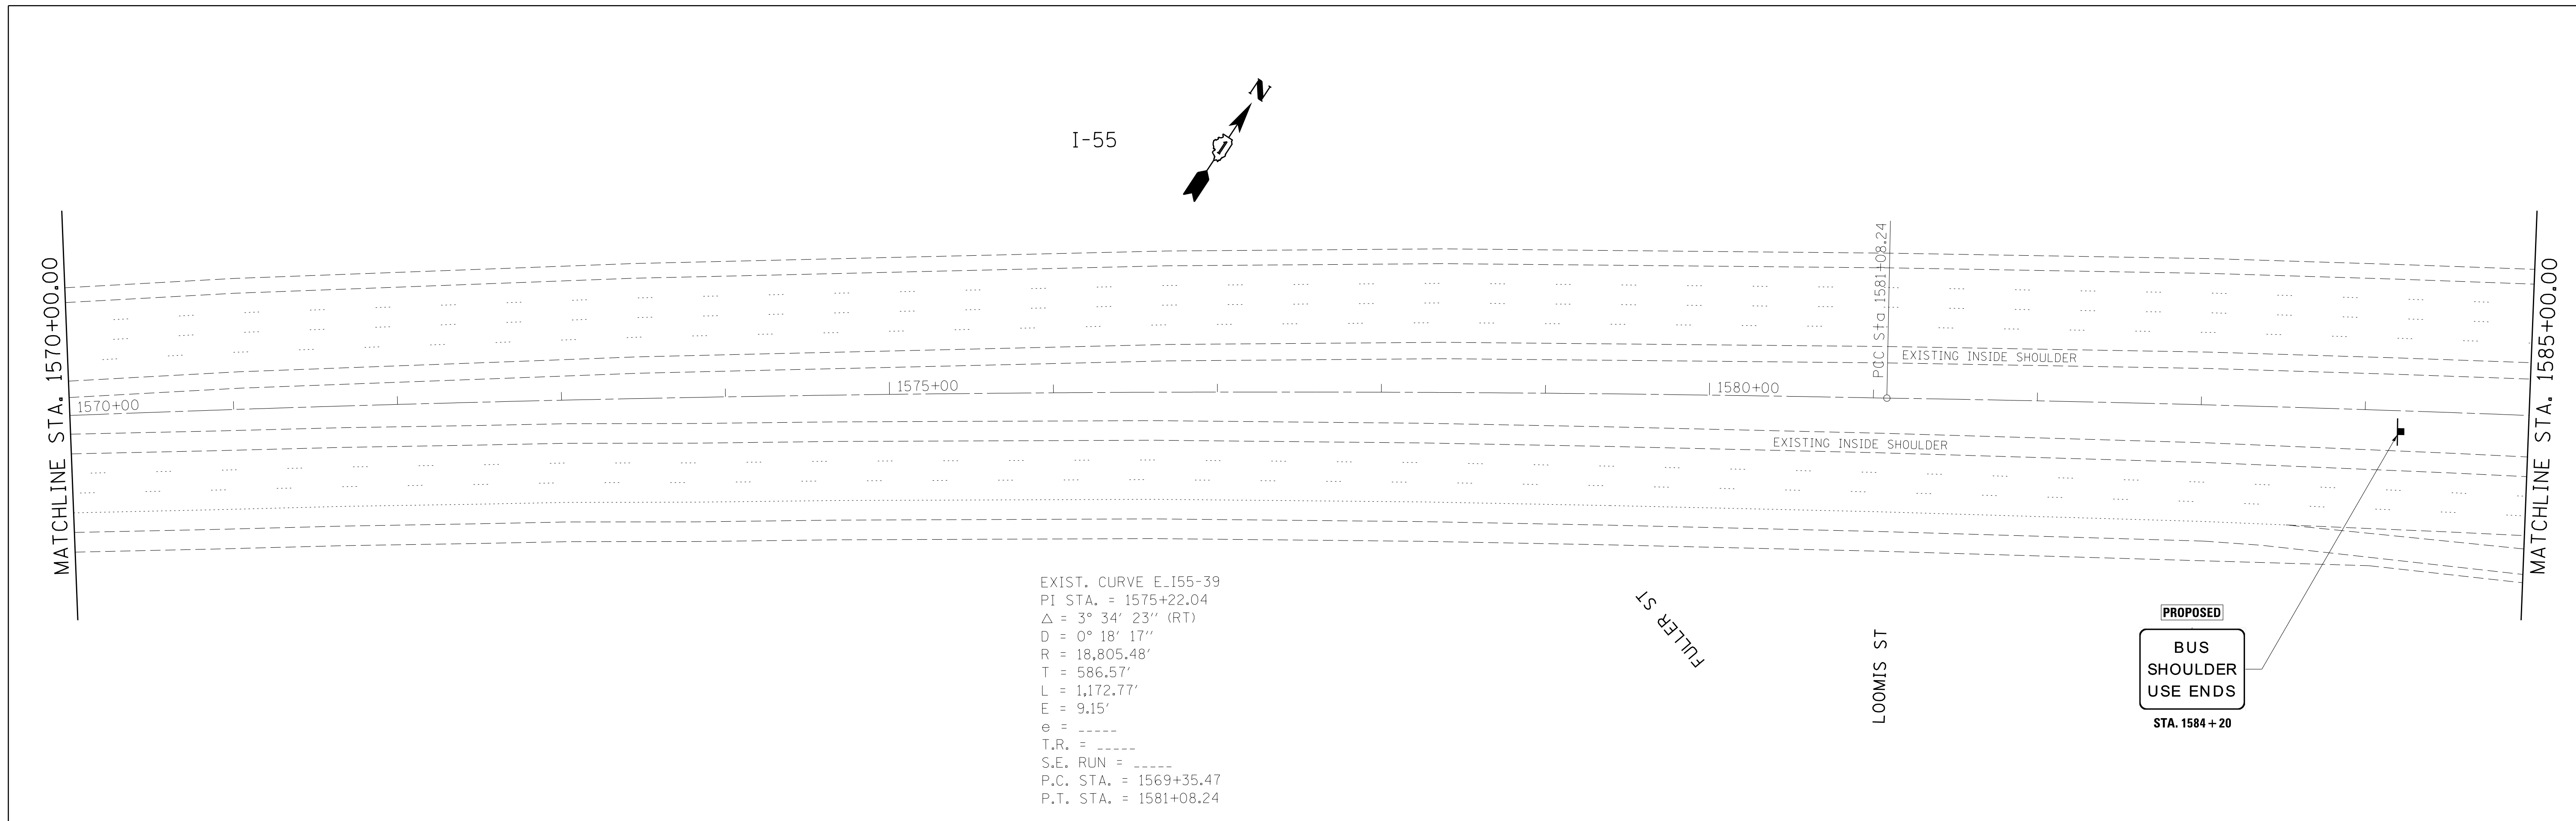 I-55
N
MATCHLINE STA. 1570+00.00
MATCHLINE STA. 1585+00.00
PCC Sta. 1581+08.24
EXISTING INSIDE SHOULDER
1570+00
1575+00
1580+00
EXISTING INSIDE SHOULDER
EXIST. CURVE E_I55-39
PI STA. = 1575+22.04
△ = 3° 34' 23'' (RT)
D = 0° 18' 17''
R = 18,805.48'
T = 586.57'
L = 1,172.77'
E = 9.15'
e = _____
T.R. = _____
S.E. RUN = _____
P.C. STA. = 1569+35.47
P.T. STA. = 1581+08.24
FULLER ST
LOOMIS ST
PROPOSED
BUS
SHOULDER
USE ENDS
STA. 1584+20